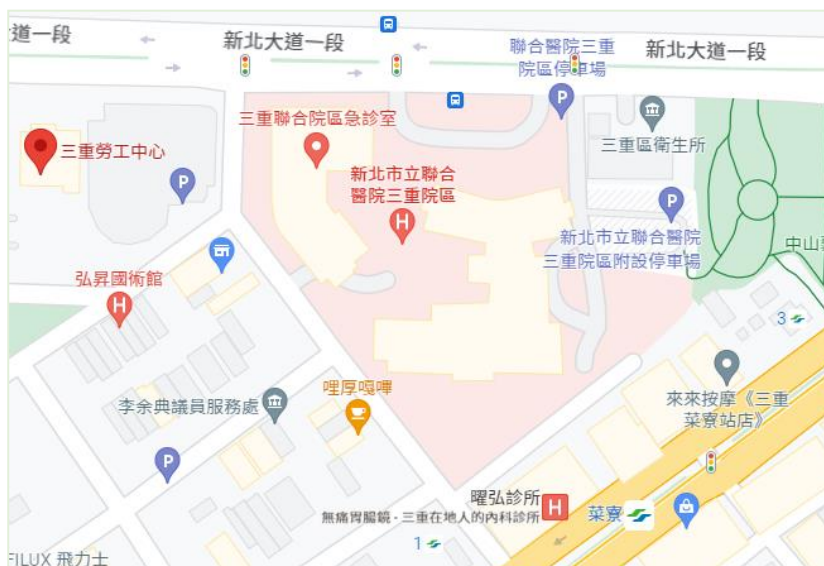 道一段
新北大道一段
聯合醫院三重
院區停車場
新北大道一段
三重聯合院區急診室
三重勞工中心
P
P
三重區衛生所
新北市立聯合
醫院三重院區
H
P
新北市立聯合醫院
三重院區附設停車場
中山
弘昇國術館
H
3
李余典議員服務處
哩厚嘎嗶
來來按摩《三重
菜寮站店》
P
曜弘診所
無痛胃腸鏡・三重在地人的內科診所
H
菜寮
1
FILUX 飛力士